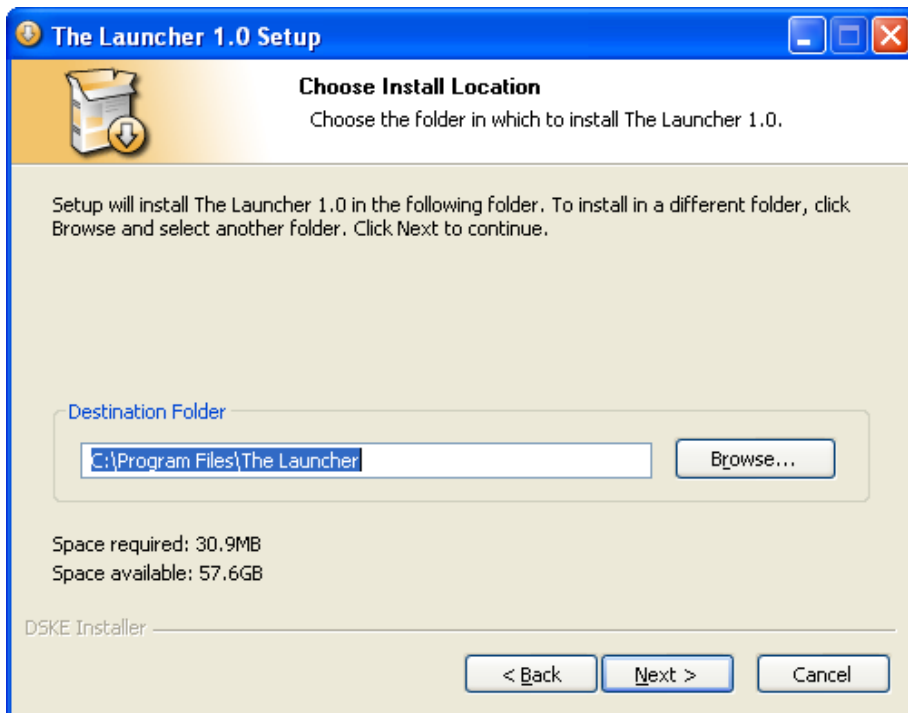 The Launcher 1.0 Setup
Choose Install Location
Choose the folder in which to install The Launcher 1.0.
Setup will install The Launcher 1.0 in the following folder. To install in a different folder, click
Browse and select another folder. Click Next to continue.
Destination Folder
C:\Program Files\The Launcher
Browse...
Space required: 30.9MB
Space available: 57.6GB
DSKE Installer
< Back
Next >
Cancel